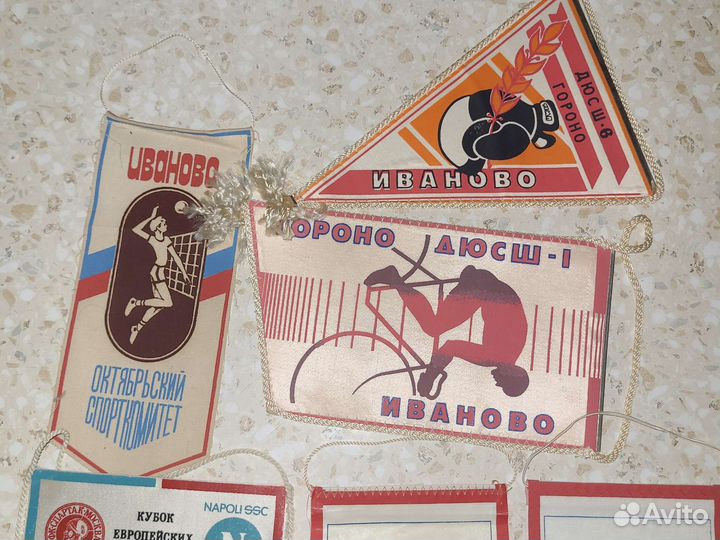 ИВАНОВО
ОКТЯБРЬСКИЙ
СПОРТКОМИТЕТ
ДЮСШ-6
ГОРОНО
ИВАНОВО
ГОРОНО ДЮСШ-I
ИВАНОВО
КУБОК
ЕВРОПЕЙСКИХ
NAPOLI SSC
N
Avito